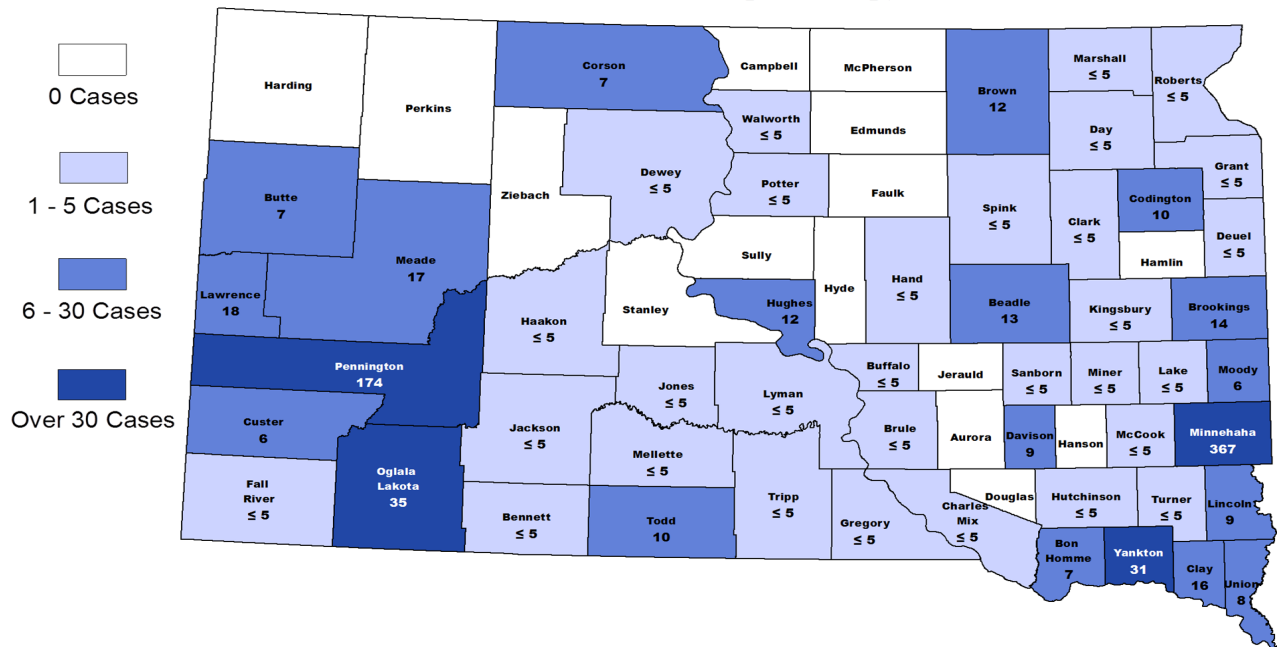 0 Cases
1 - 5 Cases
6 - 30 Cases
Over 30 Cases
Harding
Perkins
Corson
7
Campbell
McPherson
Brown
12
Marshall
≤ 5
Roberts
≤ 5
Walworth
≤ 5
Edmunds
Day
≤ 5
Butte
7
Ziebach
Dewey
≤ 5
Potter
≤ 5
Faulk
Spink
≤ 5
Clark
≤ 5
Codington
10
Grant
≤ 5
Deuel
≤ 5
Hamlin
Meade
17
Lawrence
18
Sully
Hyde
Hand
≤ 5
Haakon
≤ 5
Stanley
Hughes
12
Beadle
13
Kingsbury
≤ 5
Brookings
14
Pennington
174
Jones
≤ 5
Lyman
≤ 5
Buffalo
≤ 5
Jerauld
Sanborn
≤ 5
Miner
≤ 5
Lake
≤ 5
Moody
6
Custer
6
Jackson
≤ 5
Mellette
≤ 5
Brule
≤ 5
Aurora
Davison
9
Hanson
McCook
≤ 5
Minnehaha
367
Fall
River
≤ 5
Oglala
Lakota
35
Bennett
≤ 5
Todd
10
Tripp
≤ 5
Gregory
≤ 5
Charles
Mix
≤ 5
Douglas
Hutchinson
≤ 5
Turner
≤ 5
Lincoln
9
Bon
Homme
7
Yankton
31
Clay
16
Union
8